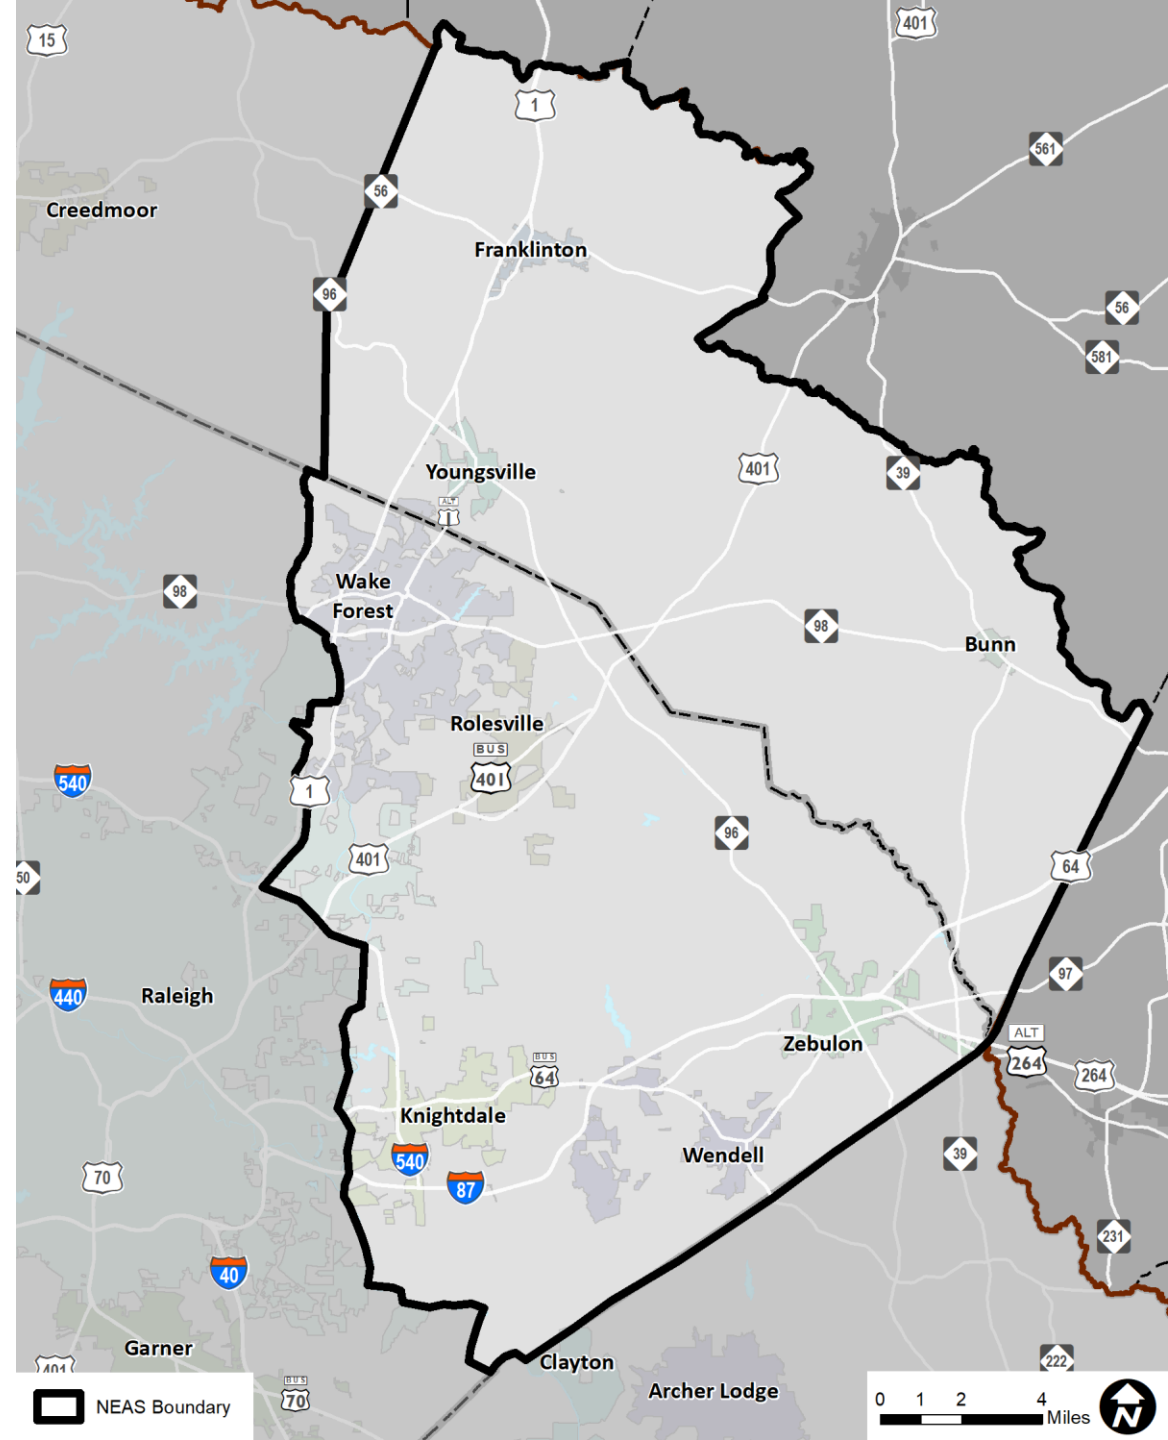 15
401
1
561
56
Creedmoor
Franklinton
96
56
581
Youngsville
401
39
ALT
1
Wake
Forest
98
98
Bunn
Rolesville
BUS
401
540
1
96
401
64
50
440
Raleigh
97
Zebulon
ALT
264
264
BUS
64
Knightdale
Wendell
39
540
87
70
231
40
Garner
Clayton
222
401
BUS
70
Archer Lodge
NEAS Boundary
0 1 2 4
Miles
N